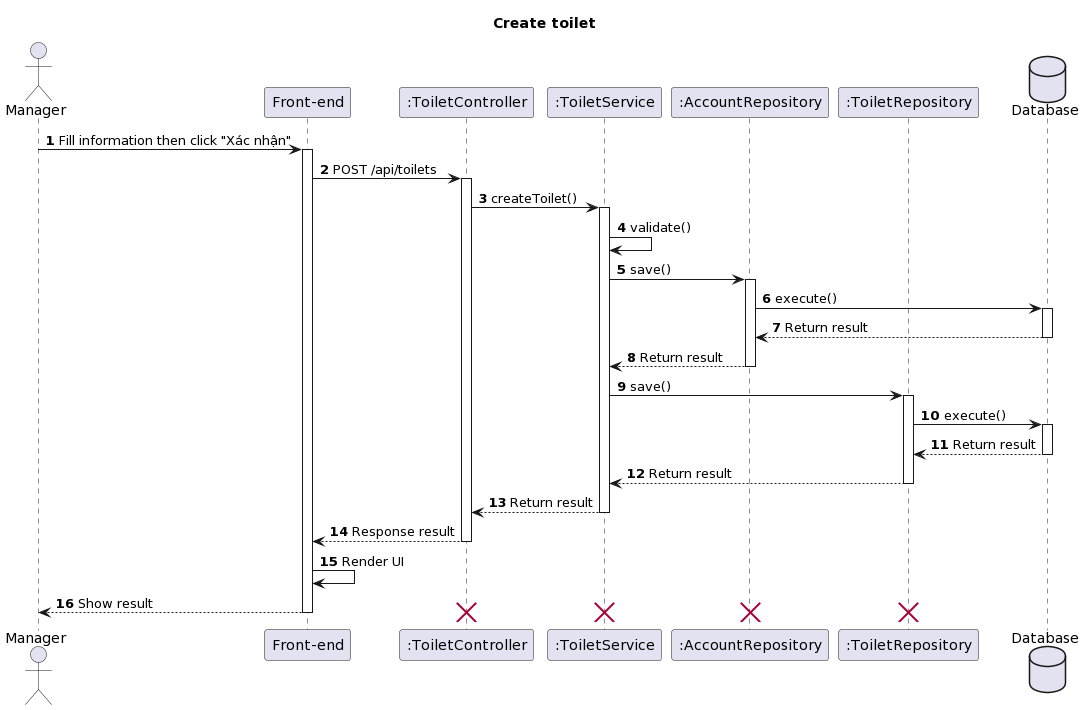 Create toilet
Manager
Front-end
:ToiletController
:ToiletService
:AccountRepository
:ToiletRepository
Database
1 Fill information then click "Xác nhận"
2 POST /api/toilets
3 createToilet()
4 validate()
5 save()
6 execute()
7 Return result
8 Return result
9 save()
10 execute()
11 Return result
12 Return result
13 Return result
14 Response result
15 Render UI
16 Show result
Manager
Front-end
:ToiletController
:ToiletService
:AccountRepository
:ToiletRepository
Database